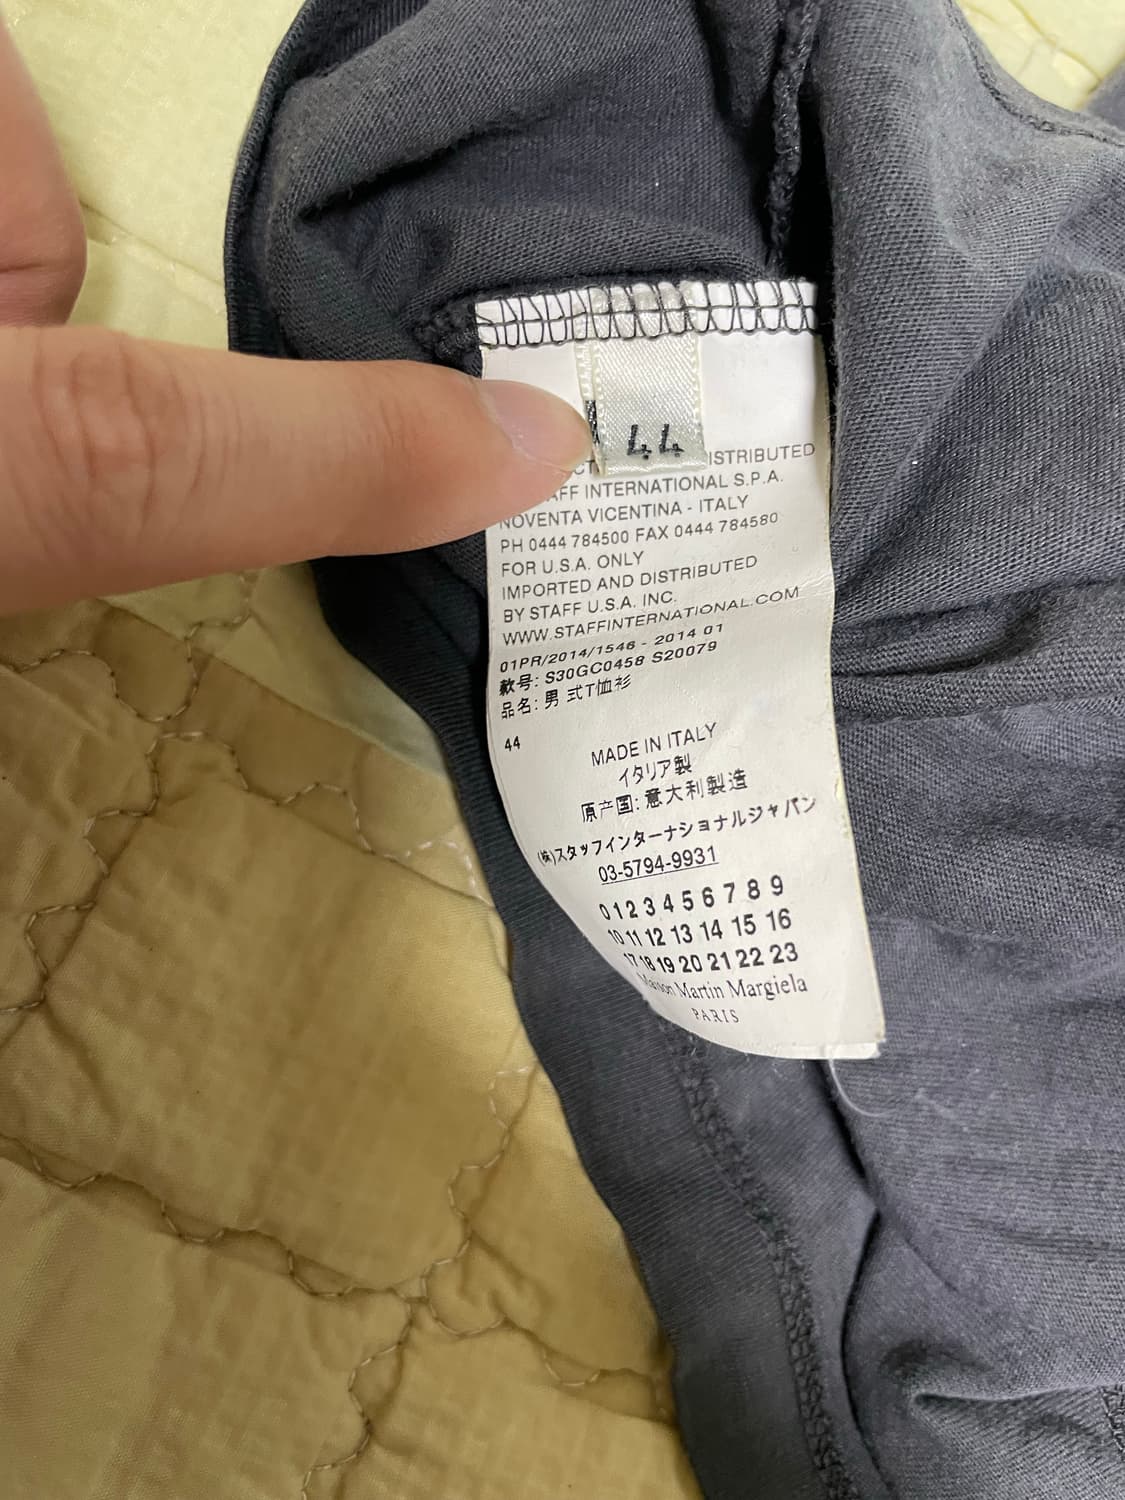 44
ISTRIBUTED
AFF INTERNATIONAL S.P.A.
NOVENTA VICENTINA - ITALY
PH 0444 784500 FAX 0444 784580
FOR U.S.A. ONLY
IMPORTED AND DISTRIBUTED
BY STAFF U.S.A. INC.
WWW.STAFFINTERNATIONAL.COM
01PR/2014/1546 - 2014 01
款号: S30GC0458 S20079
品名: 男 式T恤衫
44
MADE IN ITALY
イタリア製
原产国: 意大利製造
(株)スタッフインターナショナルジャパン
03-5794-9931
0 1 2 3 4 5 6 7 8 9
10 11 12 13 14 15 16
17 18 19 20 21 22 23
Maison Martin Margiela
PARIS